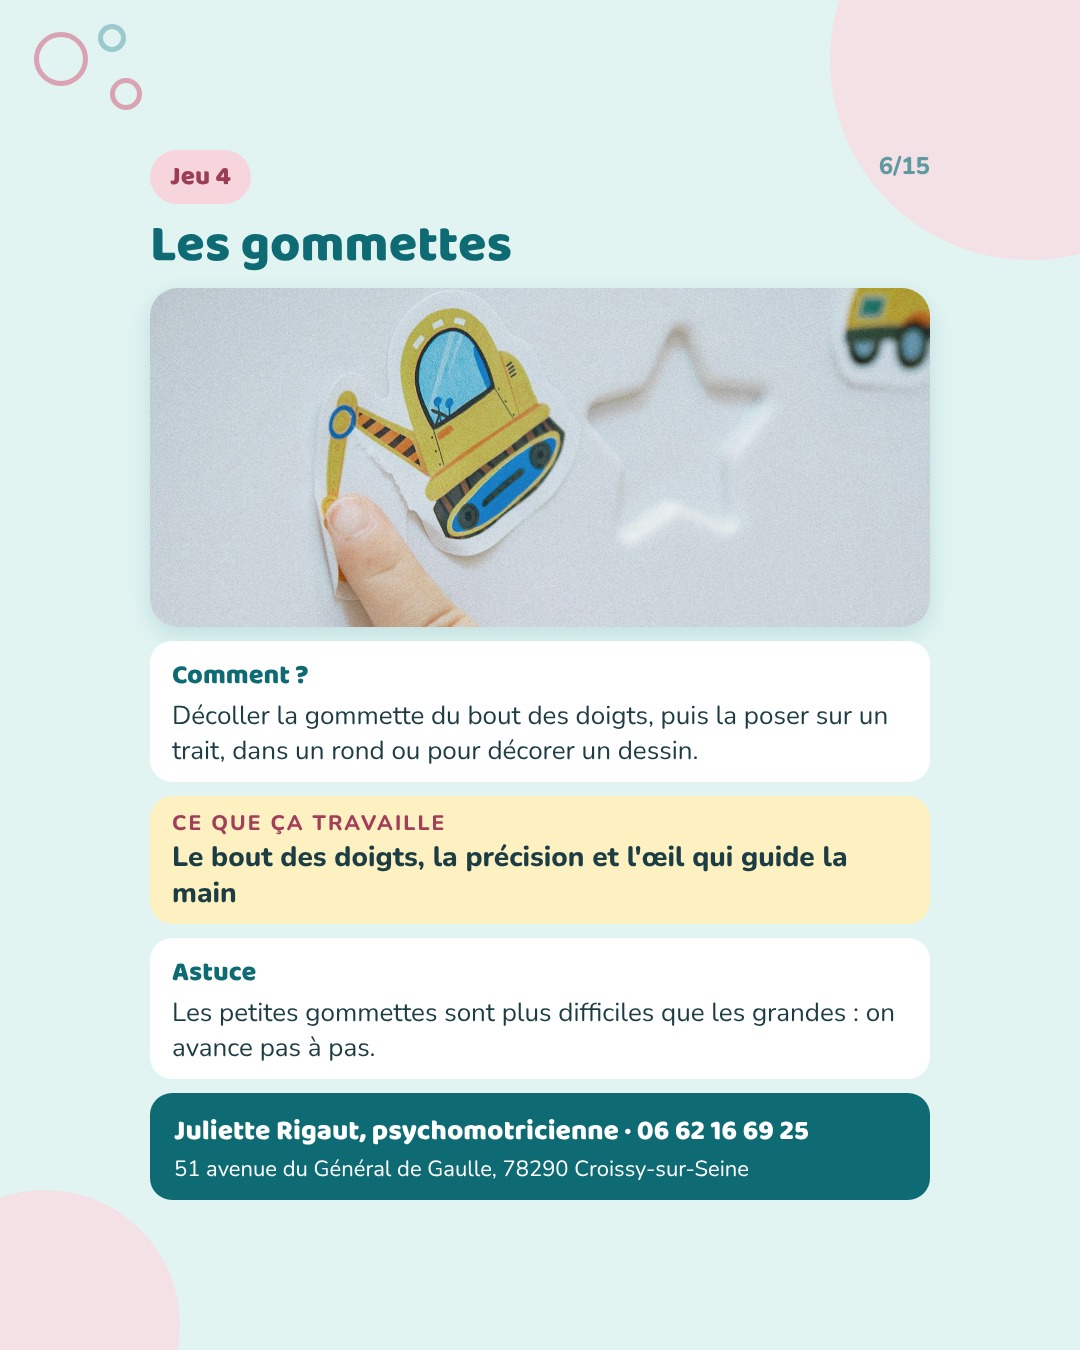 Jeu 4
6/15
Les gommettes
Comment ?
Décoller la gommette du bout des doigts, puis la poser sur un
trait, dans un rond ou pour décorer un dessin.
CE QUE ÇA TRAVAILLE
Le bout des doigts, la précision et l'œil qui guide la
main
Astuce
Les petites gommettes sont plus difficiles que les grandes : on
avance pas à pas.
Juliette Rigaut, psychomotricienne · 06 62 16 69 25
51 avenue du Général de Gaulle, 78290 Croissy-sur-Seine